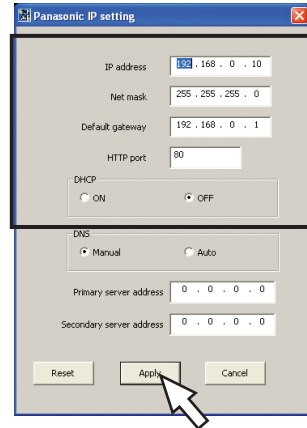 Panasonic IP setting
IP address 192 . 168 . 0 . 10
Net mask 255 . 255 . 255 . 0
Default gateway 192 . 168 . 0 . 1
HTTP port 80
DHCP
ON OFF
DNS
Manual Auto
Primary server address 0 . 0 . 0 . 0
Secondary server address 0 . 0 . 0 . 0
Reset Apply Cancel